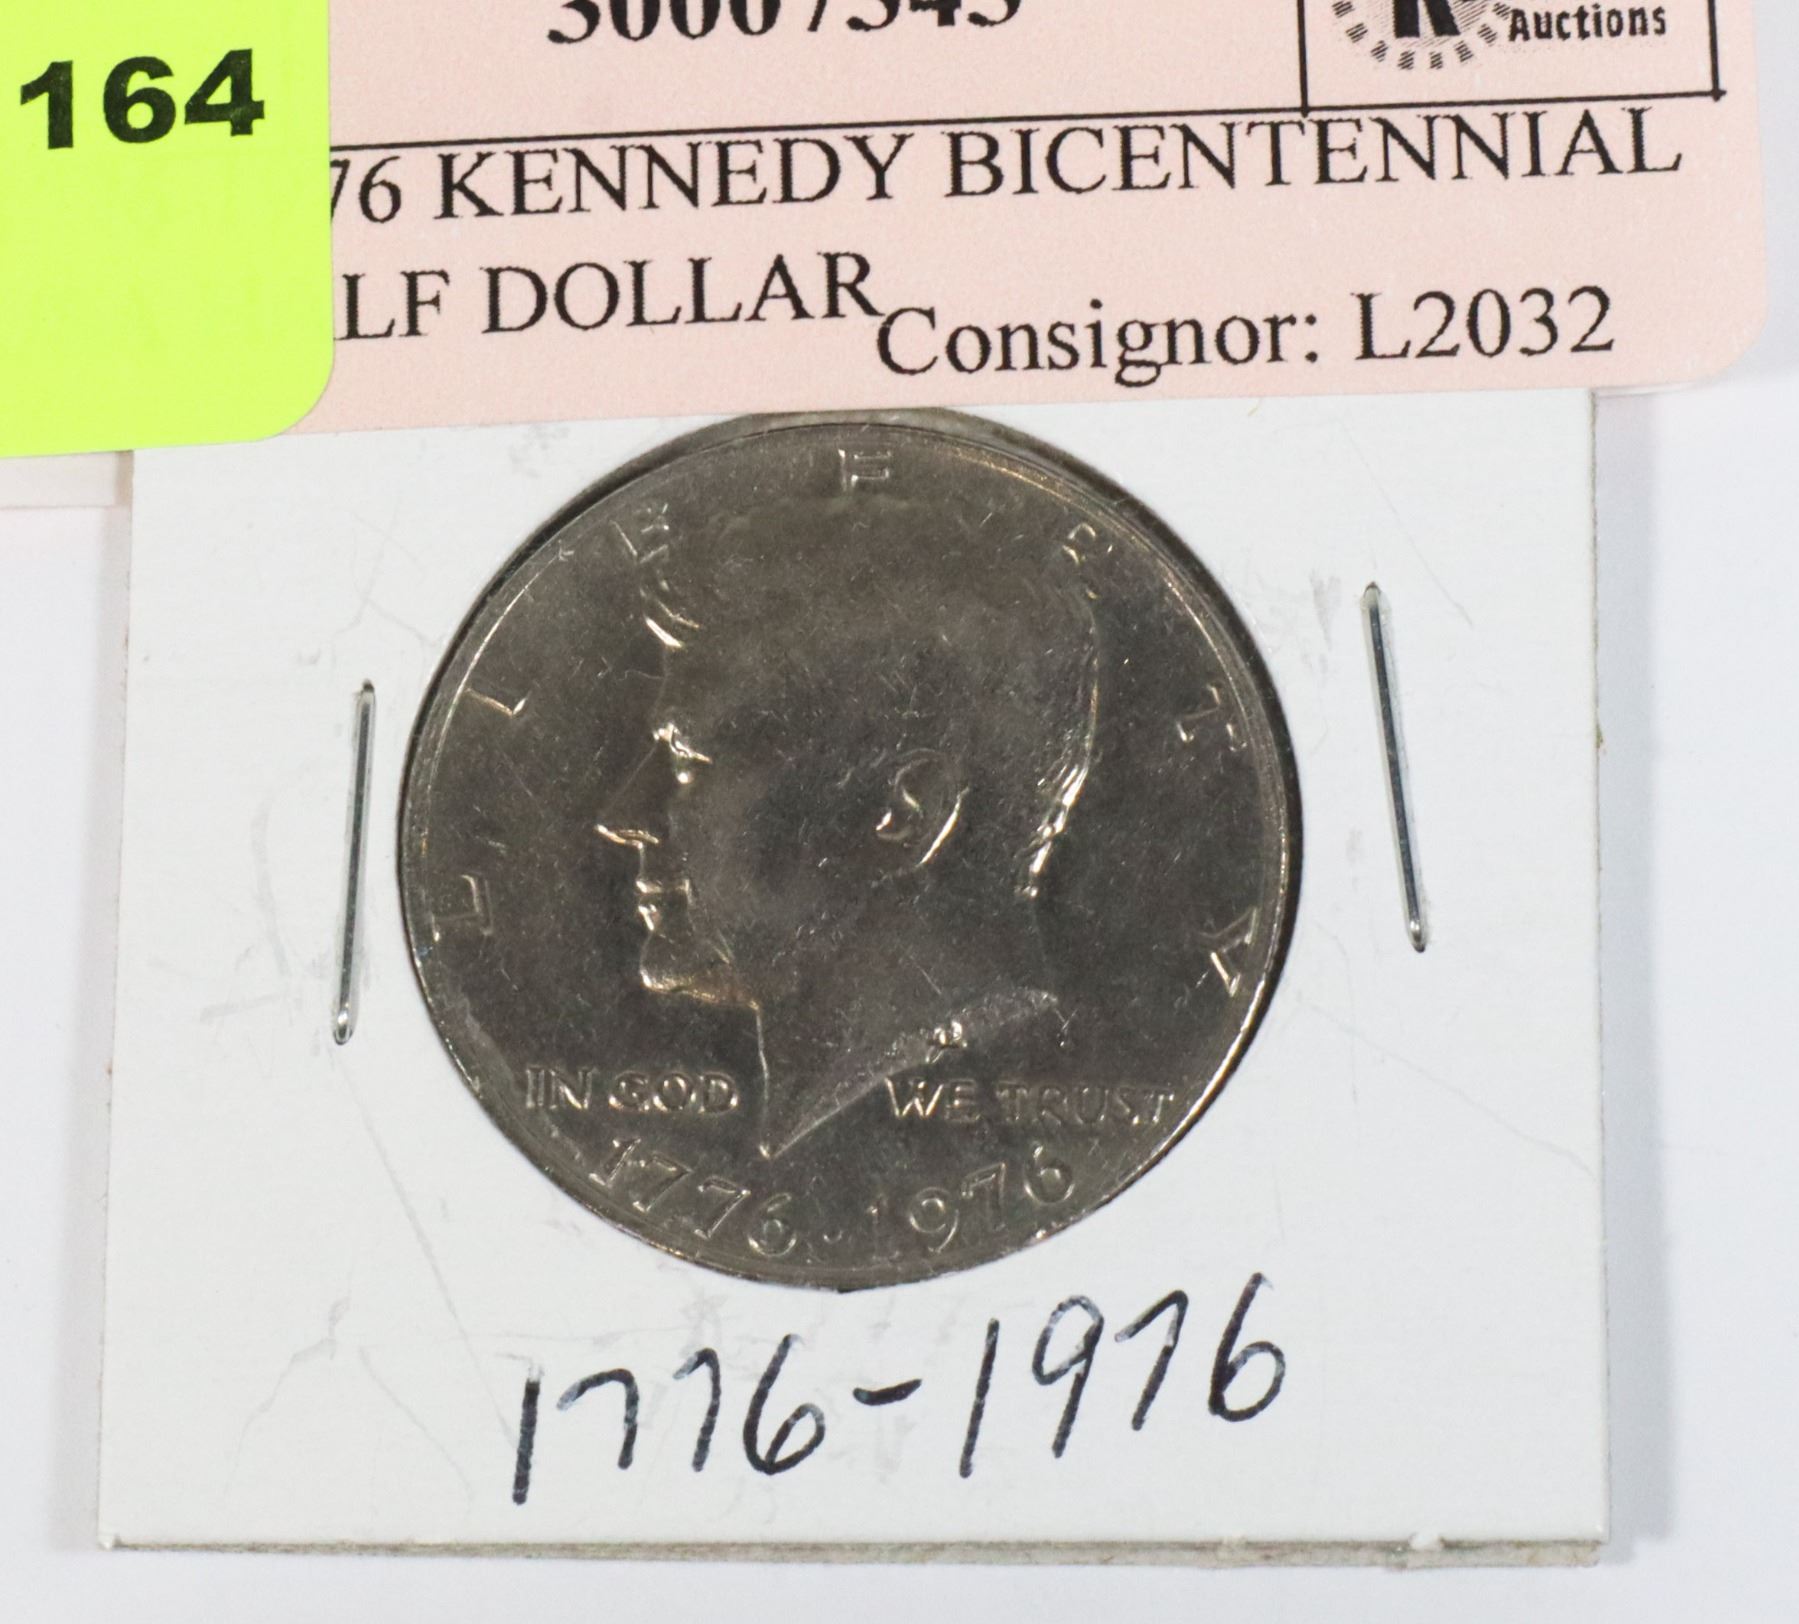 164
Auctions
76 KENNEDY BICENTENNIAL
LF DOLLAR
Consignor: L2032
LIBERTY
IN GOD WE TRUST
1776·1976
1776-1976